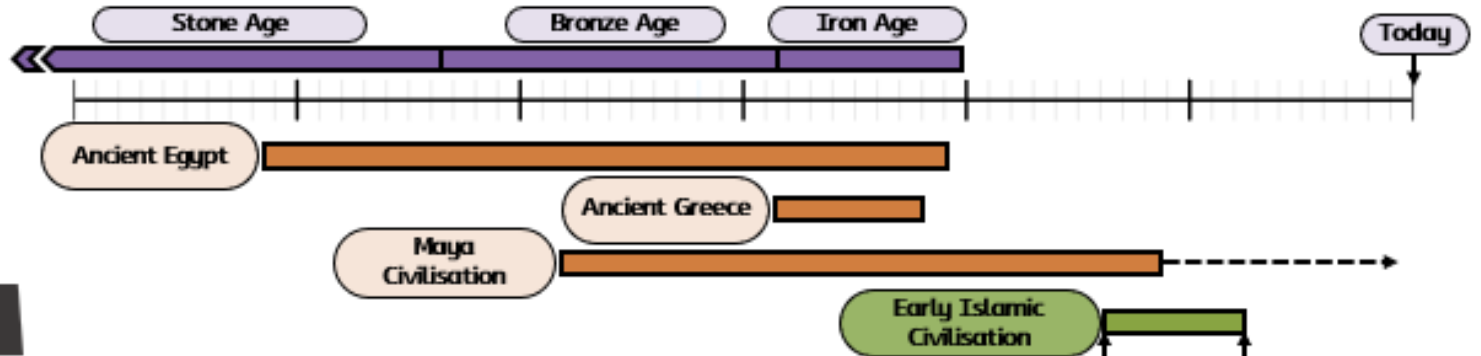 Stone Age
Bronze Age
Iron Age
Today
Ancient Egypt
Ancient Greece
Maya
Civilisation
Early Islamic
Civilisation